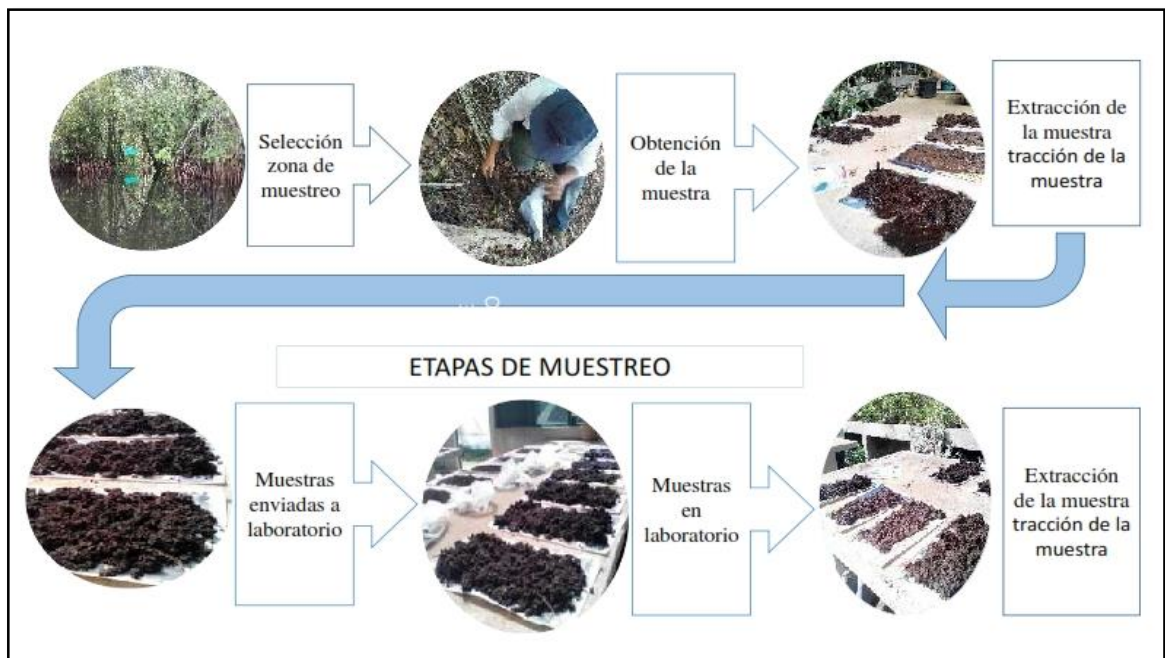 Selección
zona de
muestreo
Obtención
de la
muestra
Extracción de
la muestra
tracción de la
muestra
ETAPAS DE MUESTREO
Muestras
enviadas a
laboratorio
Muestras
en
laboratorio
Extracción
de la muestra
tracción de la
muestra